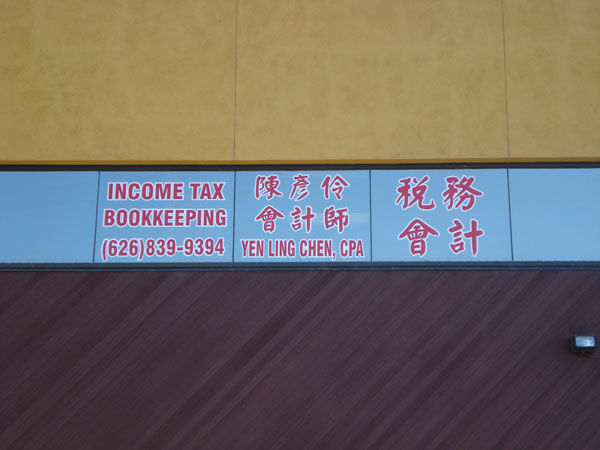 INCOME TAX
BOOKKEEPING
(626)839-9394
陳彥伶
會計師
YEN LING CHEN, CPA
税務
會計